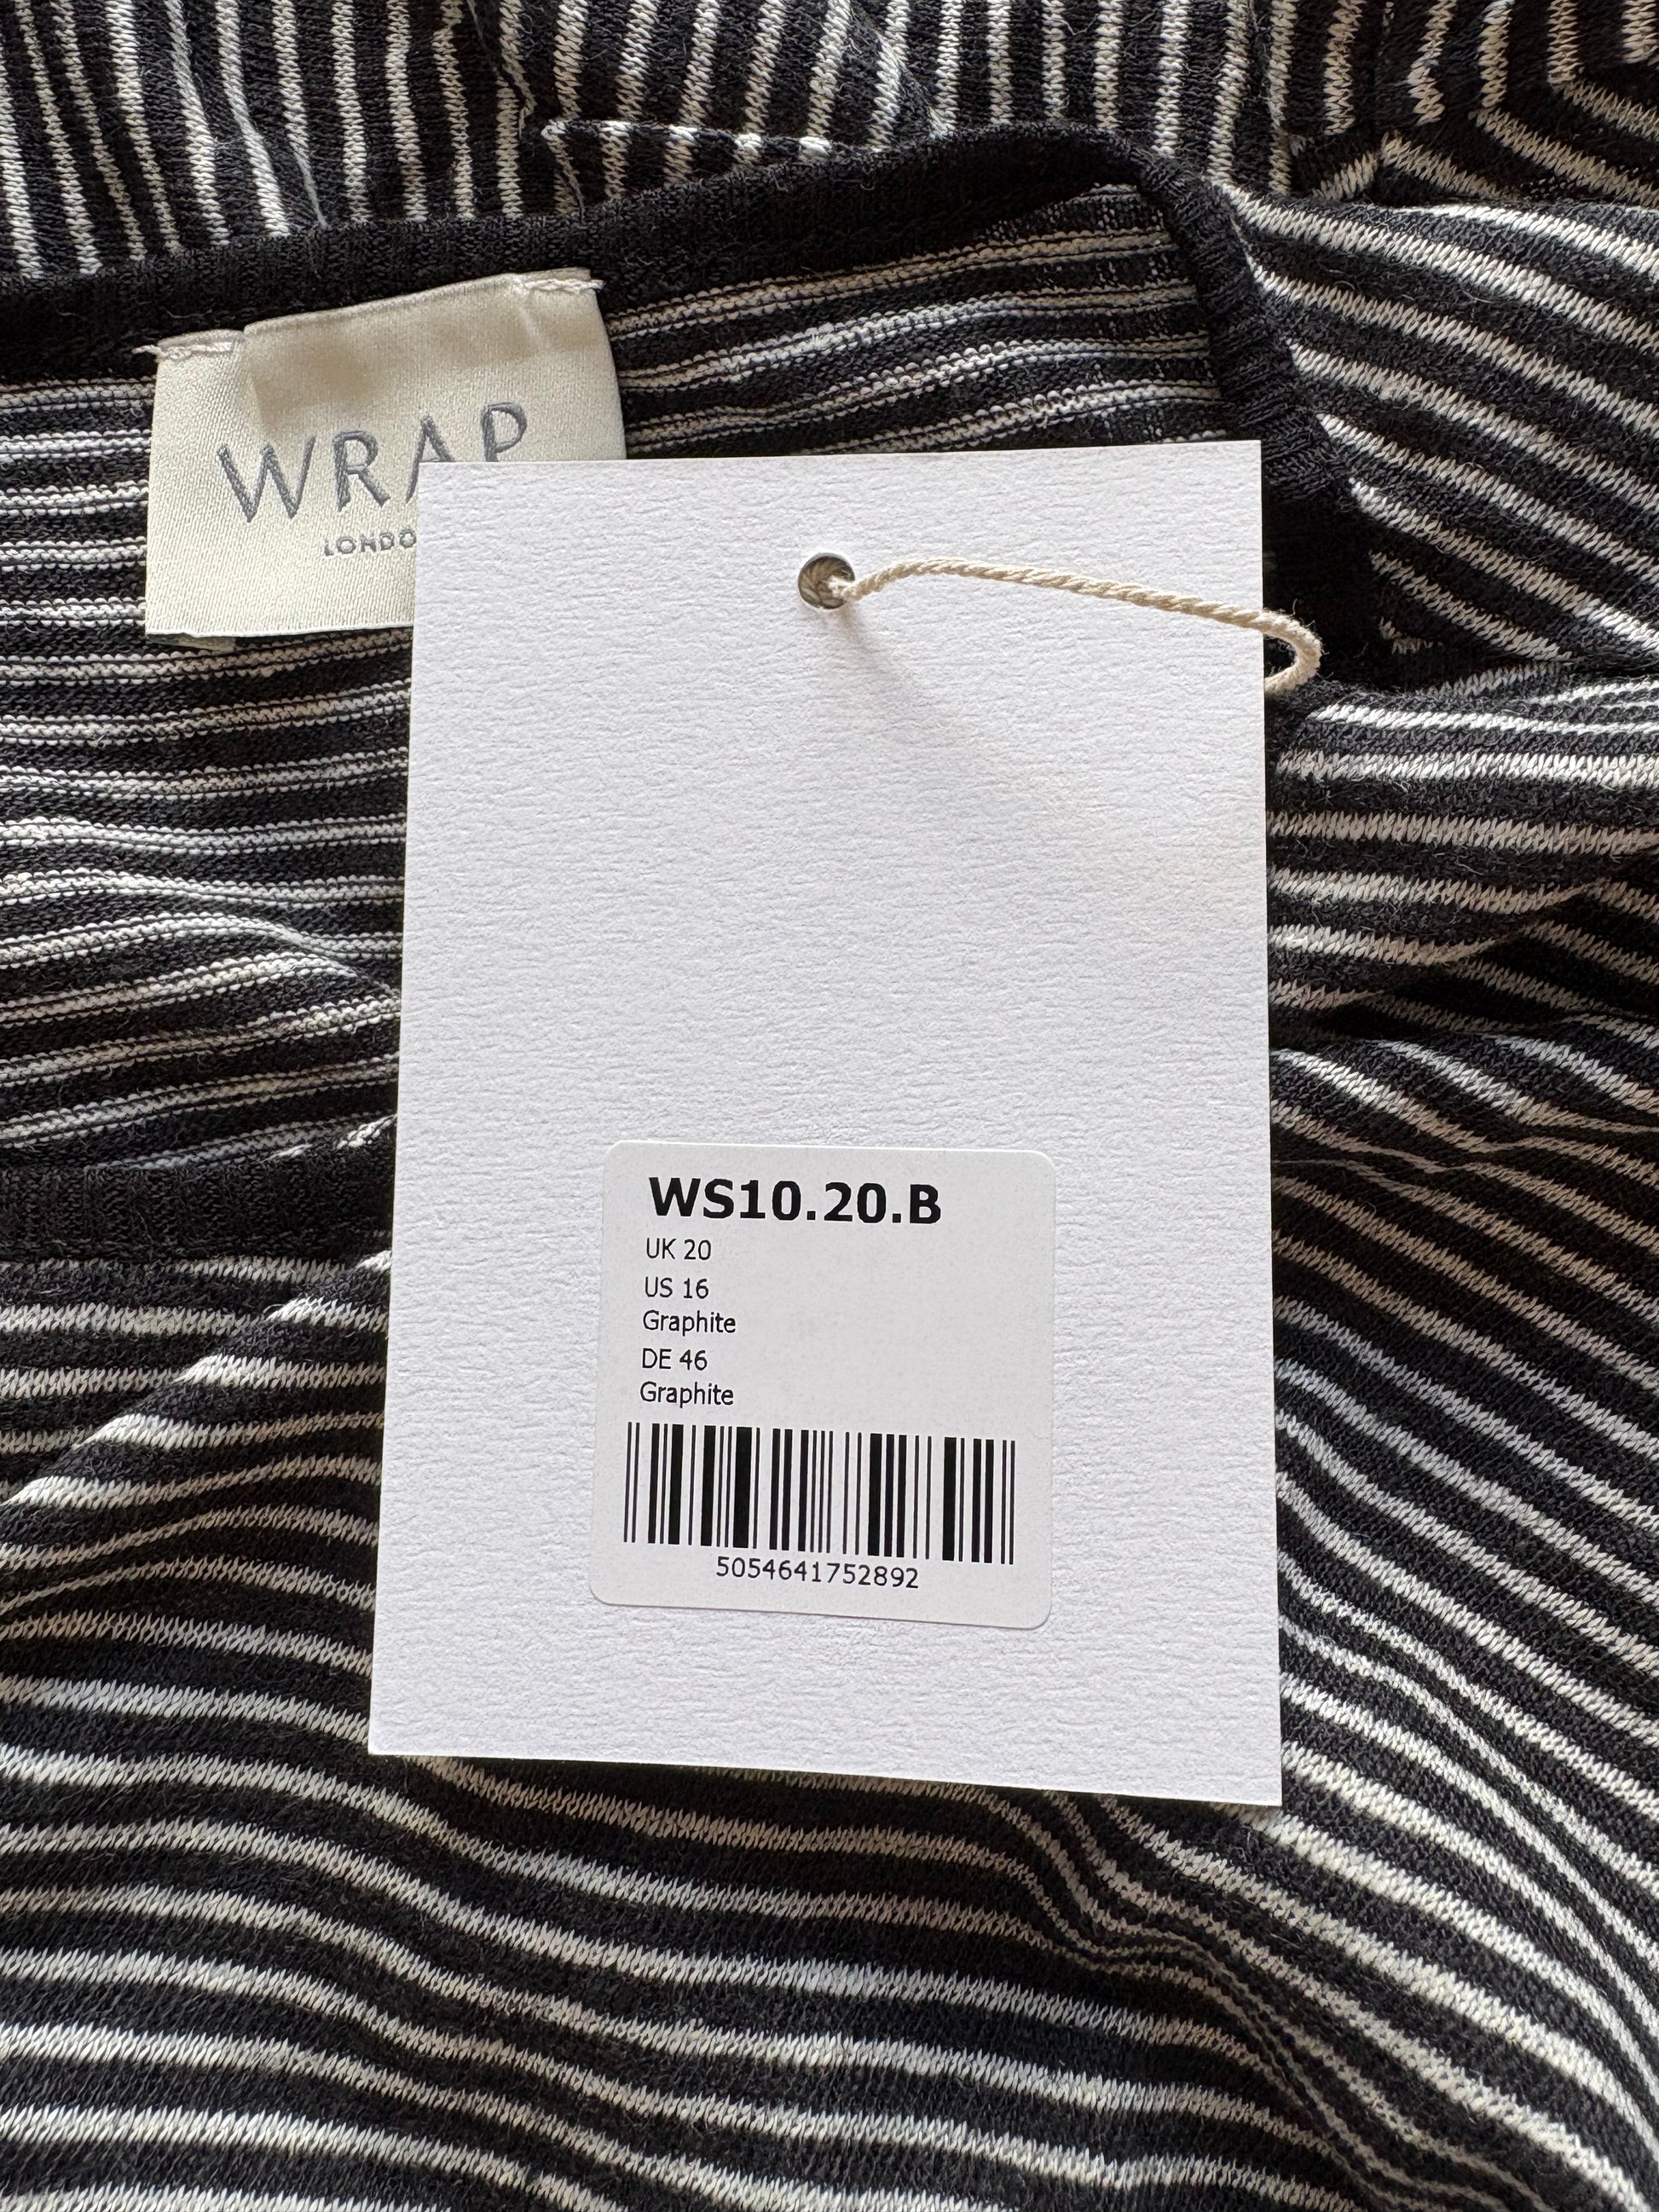 WRAP
LONDO
WS10.20.B
UK 20
US 16
Graphite
DE 46
Graphite
5054641752892